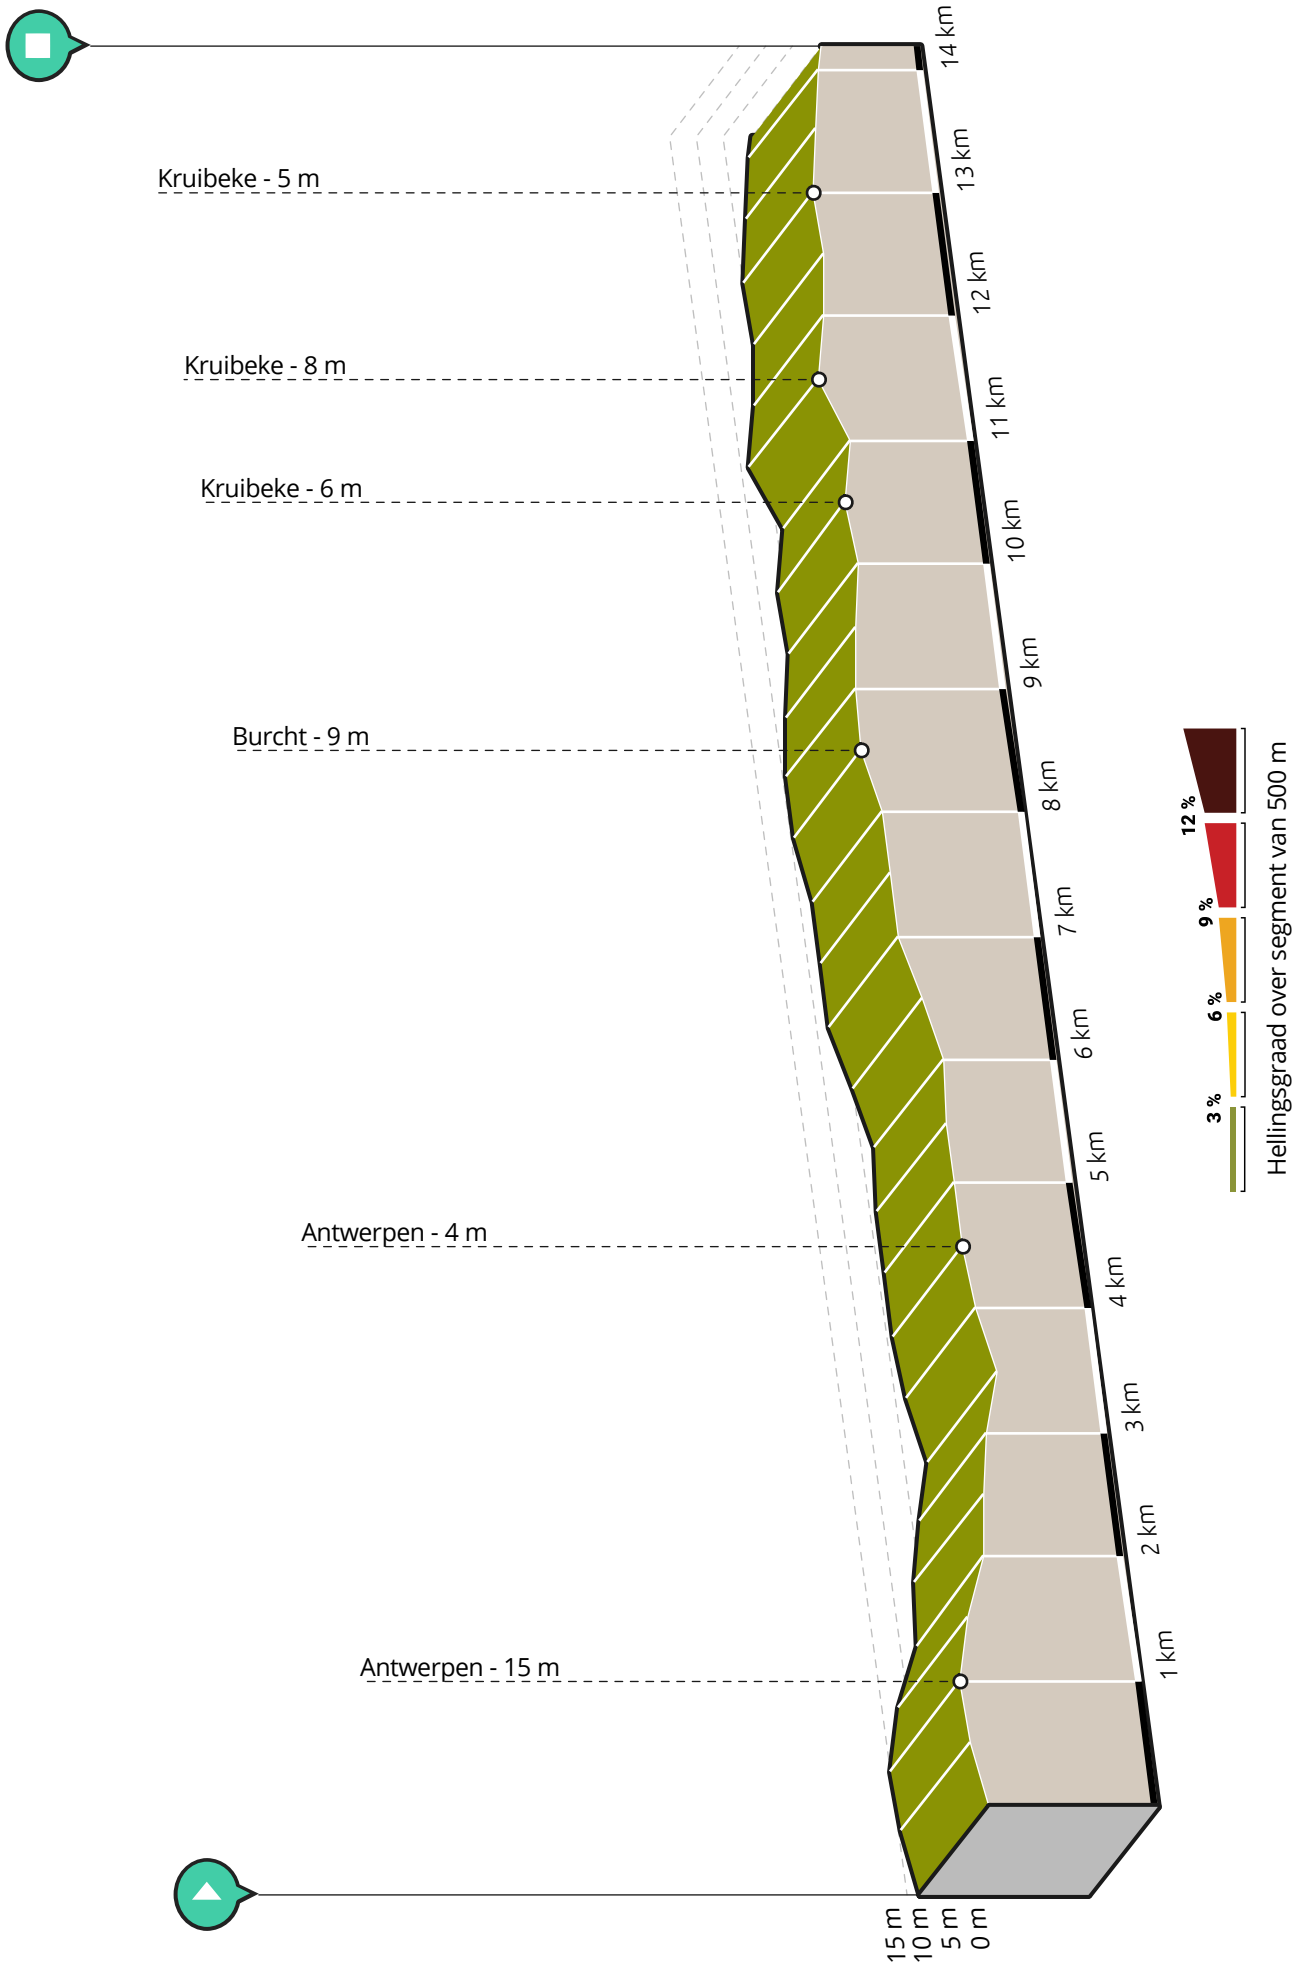 Kruibeke - 5 m
Kruibeke - 8 m
Kruibeke - 6 m
Burcht - 9 m
Antwerpen - 4 m
Antwerpen - 15 m
14 km
13 km
12 km
11 km
10 km
9 km
8 km
7 km
6 km
5 km
4 km
3 km
2 km
1 km
15 m
10 m
5 m
0 m
3 %
6 %
9 %
12 %
Hellingsgraad over segment van 500 m